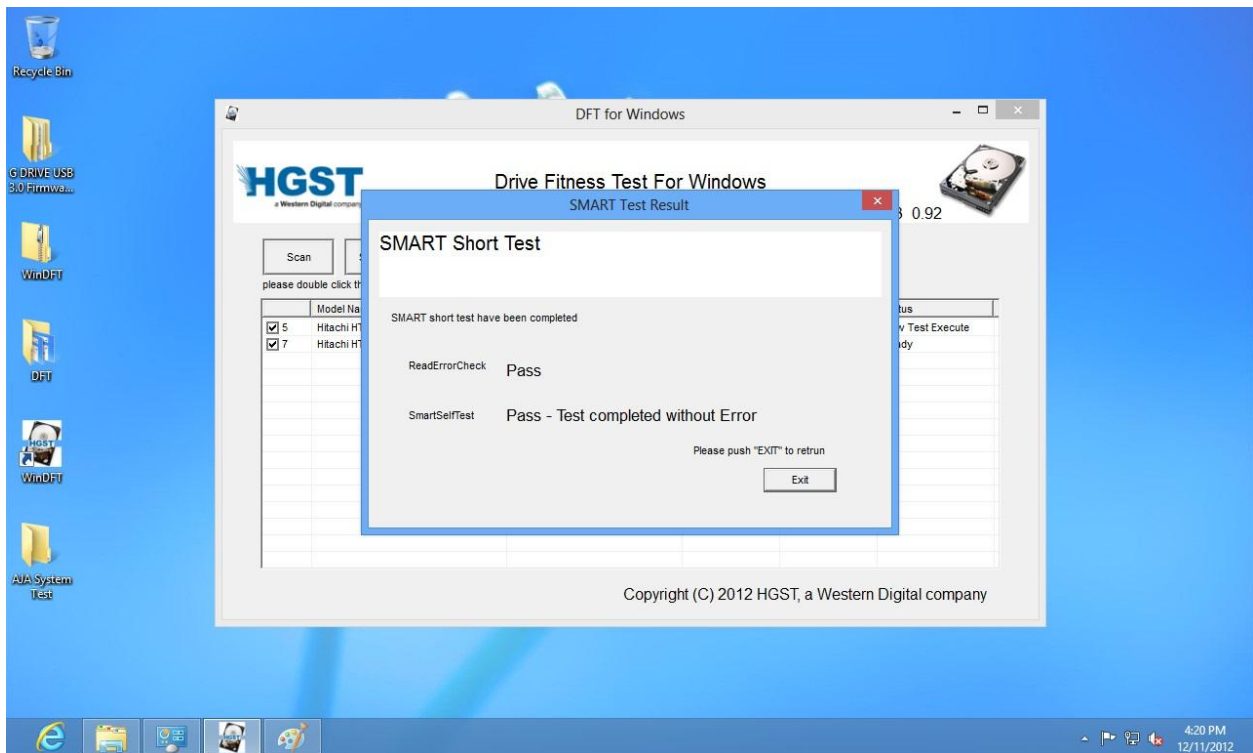 Recycle Bin
G DRIVE USB
3.0 Firmwa...
WinDFT
DFT
HGST
WinDFT
AJA System
Test
DFT for Windows
HGST
a Western Digital company
Drive Fitness Test For Windows
0.92
Scan
please double click th
Model Na
tus
5 Hitachi HT
w Test Execute
7 Hitachi HT
ady
SMART Test Result
SMART Short Test
SMART short test have been completed
ReadErrorCheck Pass
SmartSelfTest Pass - Test completed without Error
Please push "EXIT" to retrun
Exit
Copyright (C) 2012 HGST, a Western Digital company
4:20 PM
12/11/2012